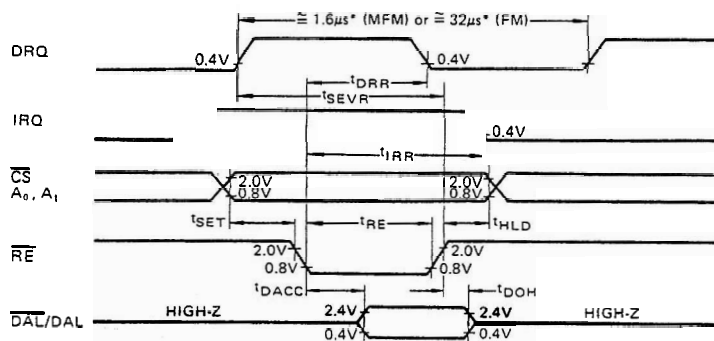 ≅ 1.6µs* (MFM) or ≅ 32µs* (FM)
DRQ
0.4V
0.4V
tDRR
tSEVR
IRQ
0.4V
tIRR
CS
A₀, A₁
2.0V
0.8V
2.0V
0.8V
tSET
tRE
tHLD
RE
2.0V
0.8V
2.0V
0.8V
tDACC
tDOH
DAL/DAL
HIGH-Z
2.4V
0.4V
2.4V
0.4V
HIGH-Z